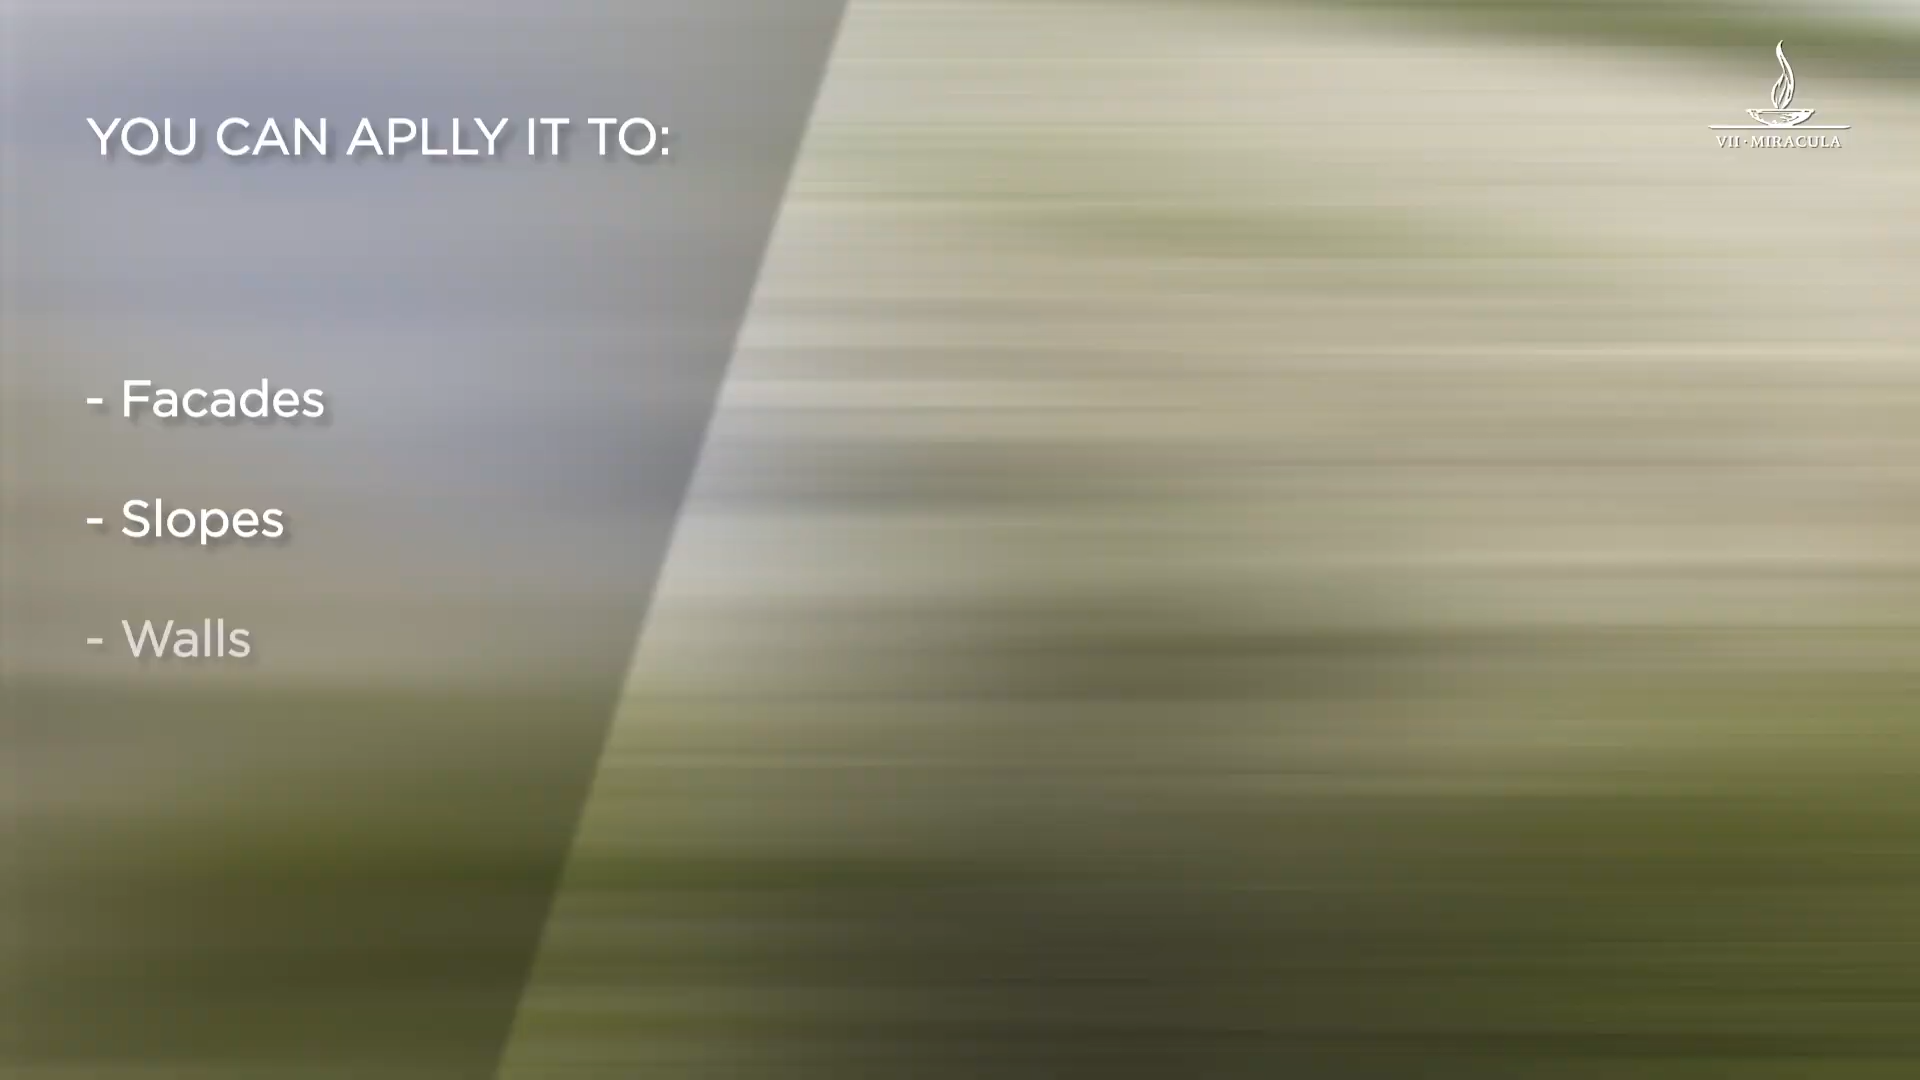 YOU CAN APLLY IT TO:
VII·MIRACULA
- Facades
- Slopes
- Walls